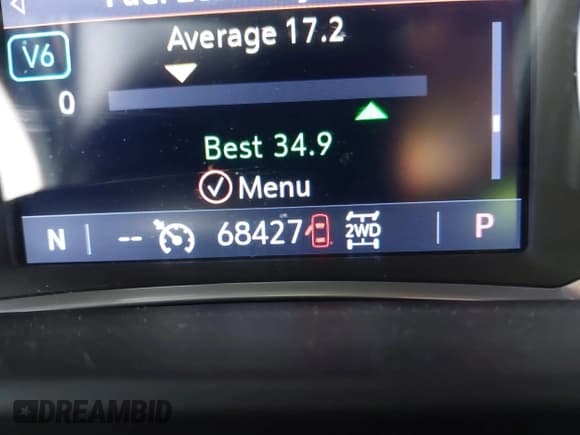 Average 17.2
V6
0
Best 34.9
Menu
N -- 68427 2WD P
DREAMBID